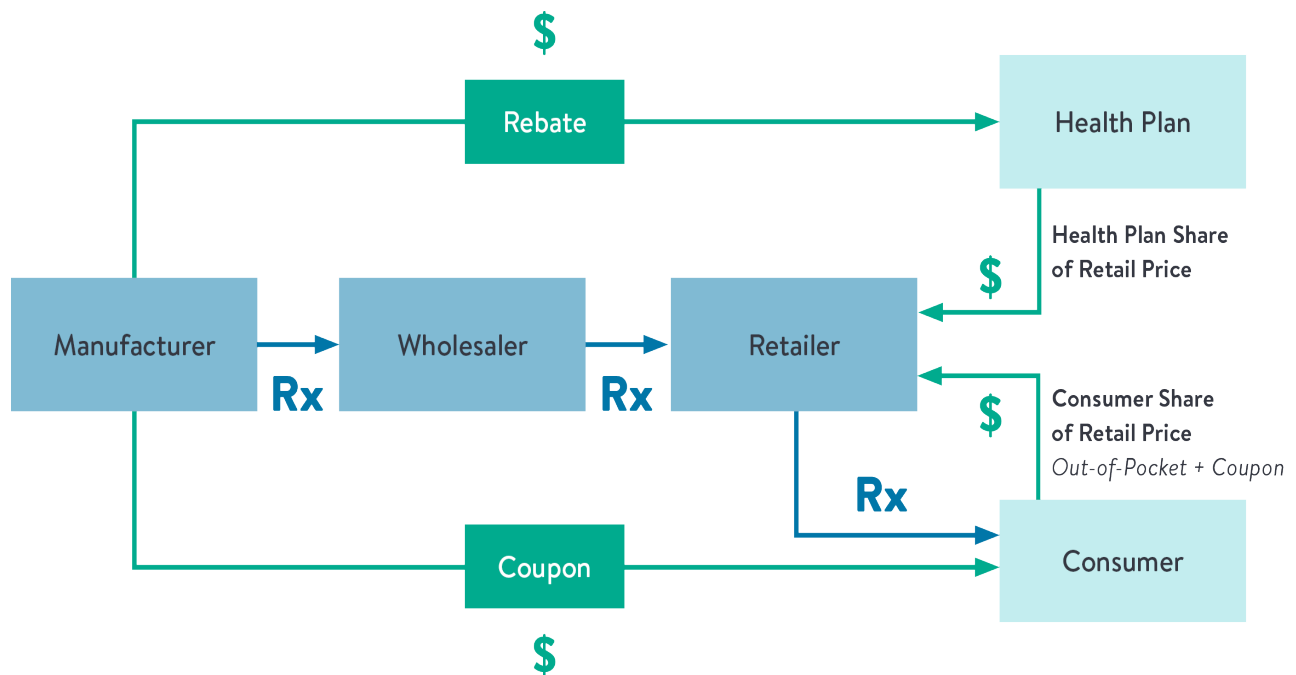 $
Rebate
Health Plan
Health Plan Share
of Retail Price
$
Manufacturer
Wholesaler
Retailer
Rx
Rx
$
Consumer Share
of Retail Price
Out-of-Pocket + Coupon
Rx
Coupon
Consumer
$